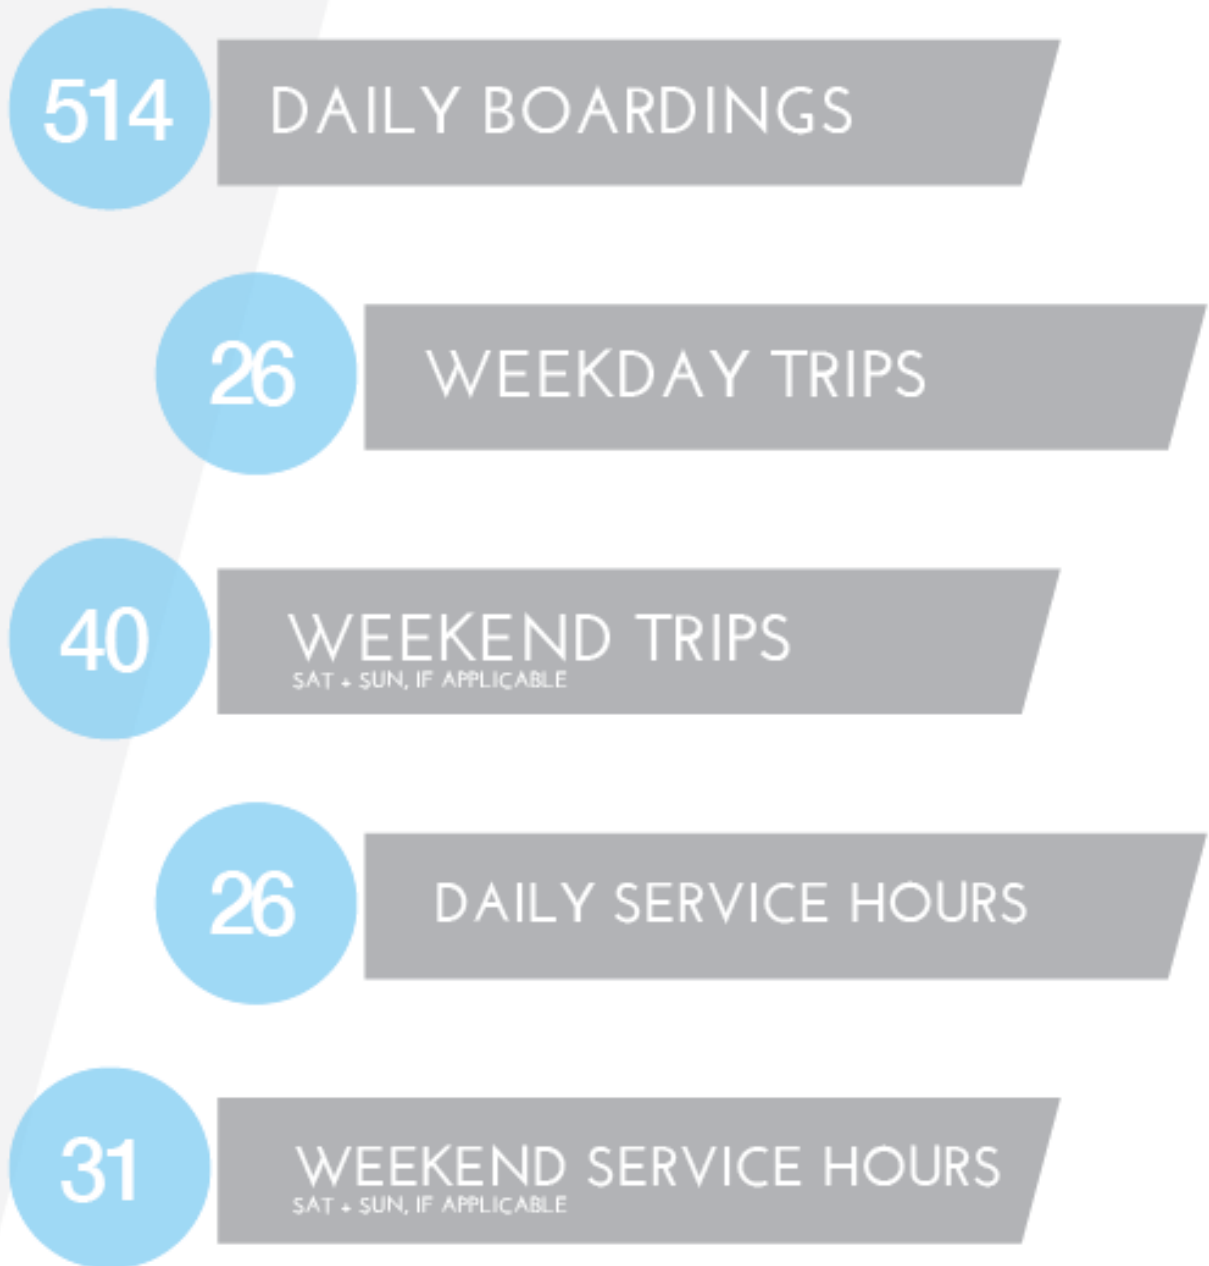 514
DAILY BOARDINGS
26
WEEKDAY TRIPS
40
WEEKEND TRIPS
SAT + SUN, IF APPLICABLE
26
DAILY SERVICE HOURS
31
WEEKEND SERVICE HOURS
SAT + SUN, IF APPLICABLE